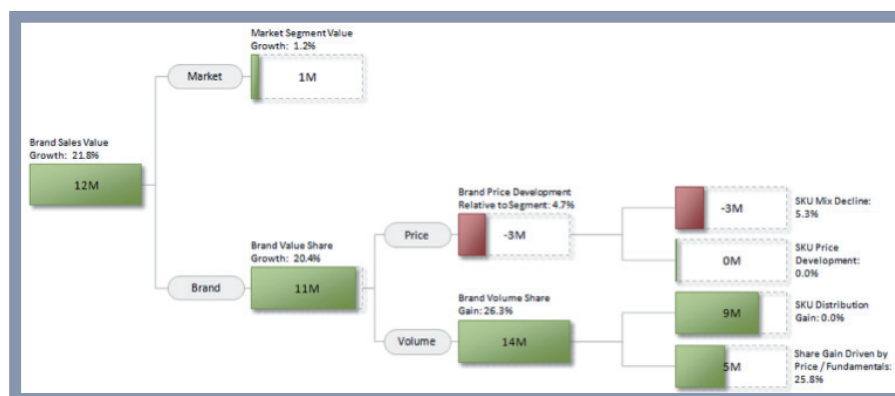 Market Segment Value
Growth: 1.2%
Market
1M
Brand Sales Value
Growth: 21.8%
12M
Brand Price Development
Relative to Segment: 4.7%
Price
-3M
-3M
SKU Mix Decline:
5.3%
0M
SKU Price
Development:
0.0%
Brand Value Share
Growth: 20.4%
Brand
11M
Brand Volume Share
Gain: 26.3%
Volume
14M
9M
SKU Distribution
Gain: 0.0%
5M
Share Gain Driven by
Price / Fundamentals:
25.8%